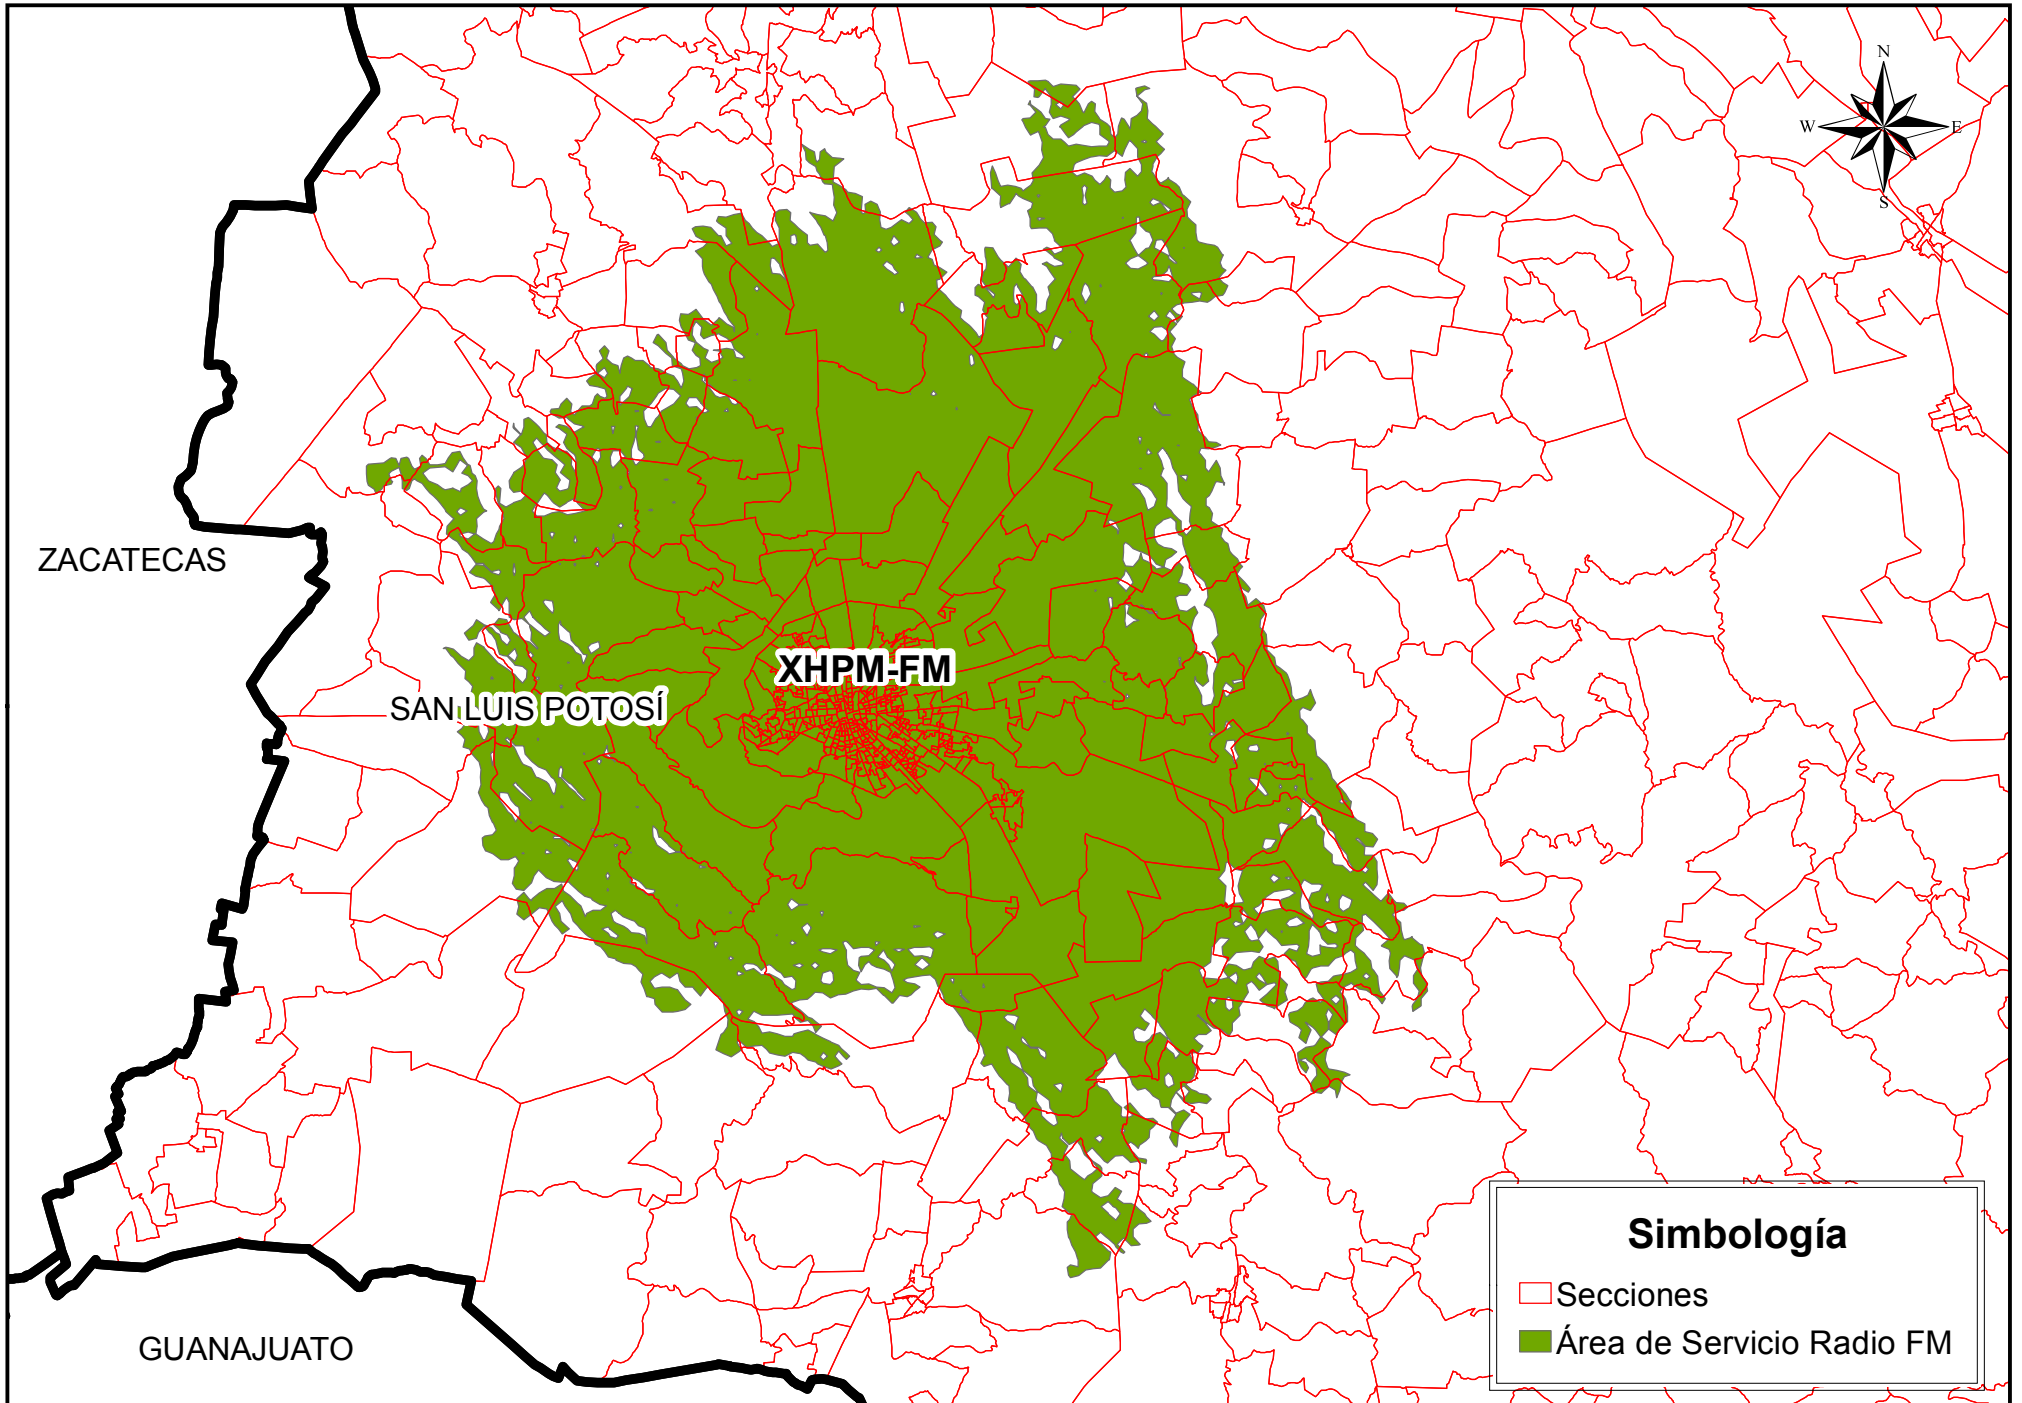 N
W E
S
ZACATECAS
XHPM-FM
SAN LUIS POTOSÍ
GUANAJUATO
Simbología
Secciones
Área de Servicio Radio FM